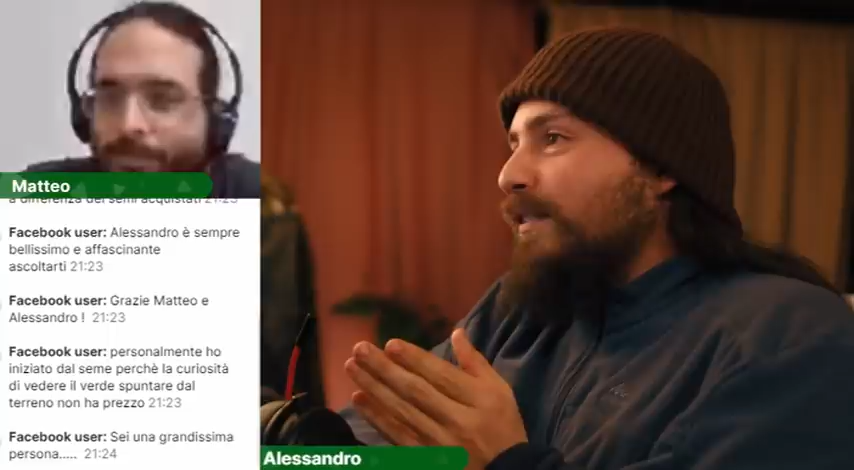 Matteo
a differenza dei semi acquistati 21:23
Facebook user: Alessandro è sempre
bellissimo e affascinante
ascoltarti 21:23
Facebook user: Grazie Matteo e
Alessandro ! 21:23
Facebook user: personalmente ho
iniziato dal seme perchè la curiosità
di vedere il verde spuntare dal
terreno non ha prezzo 21:23
Facebook user: Sei una grandissima
persona..... 21:24
Alessandro